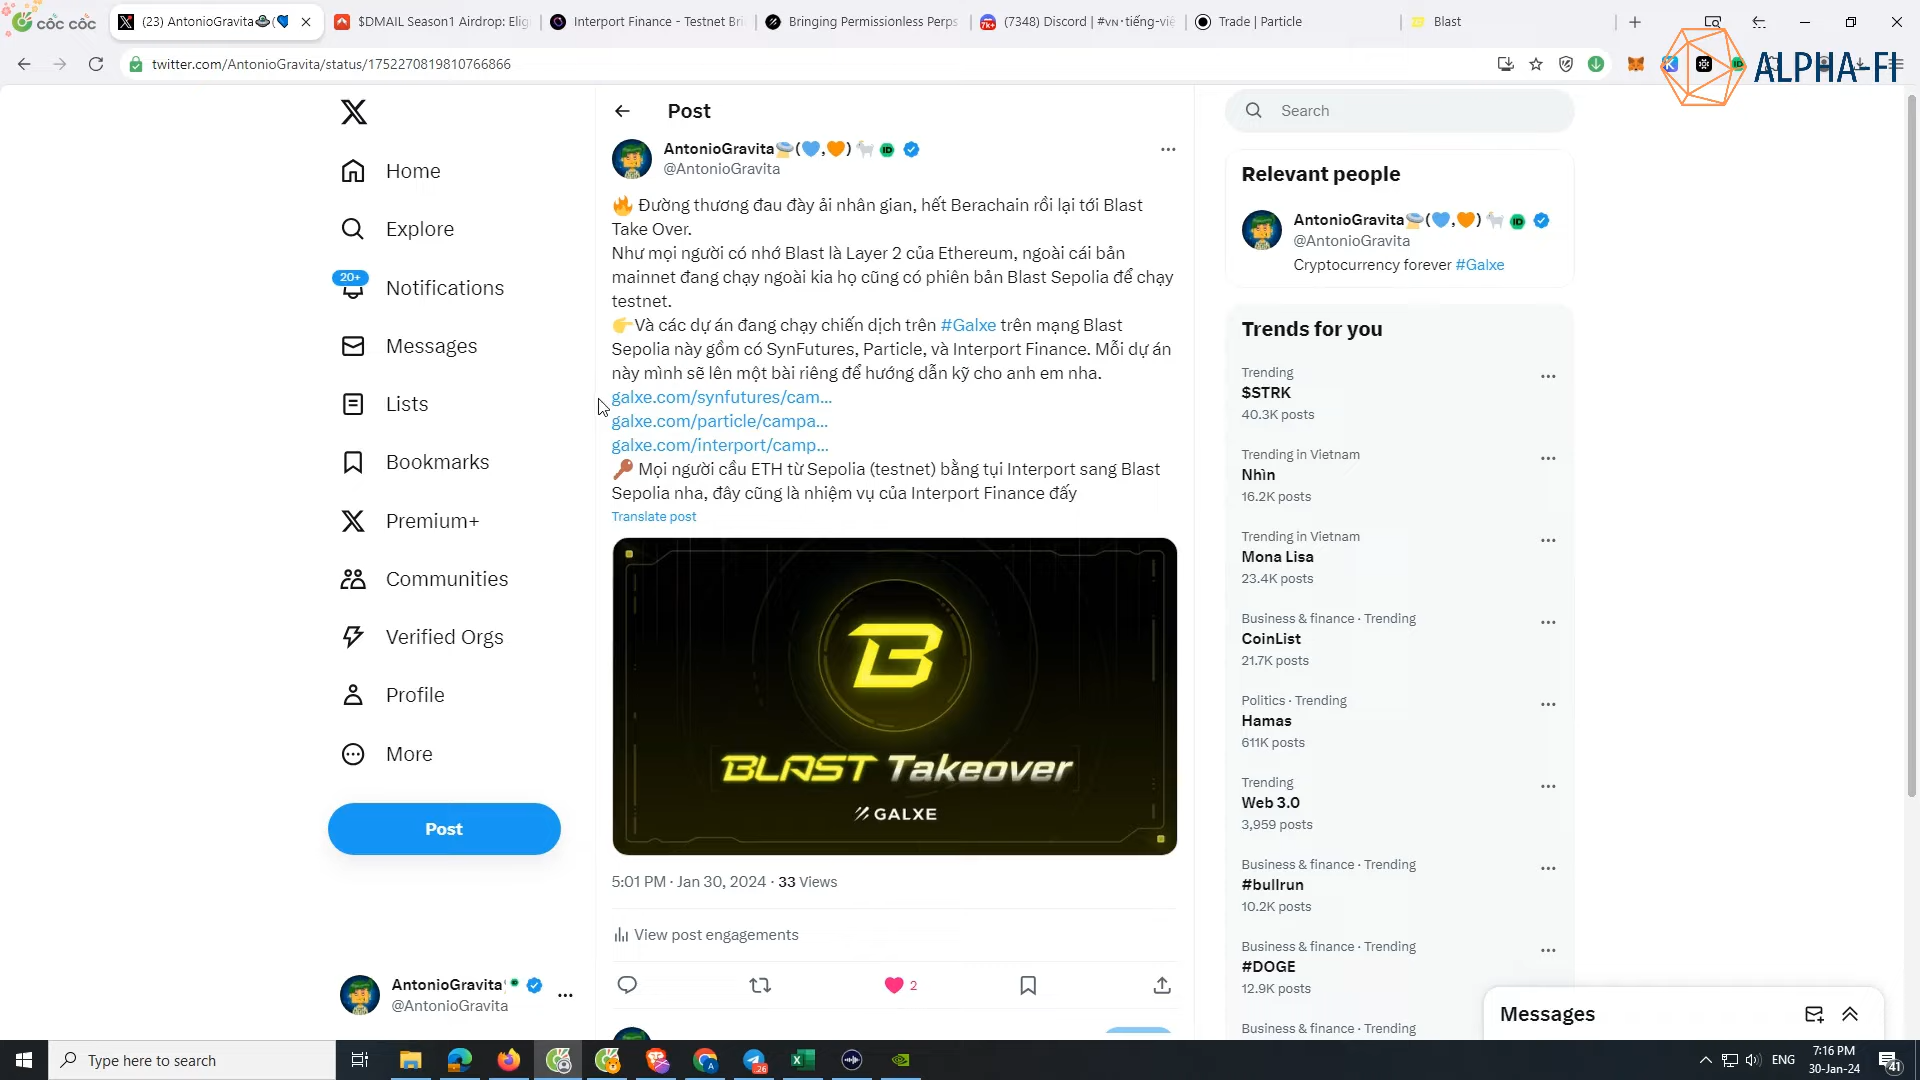 cốc cốc
(23) AntonioGravita
$DMAIL Season1 Airdrop: Elig
Interport Finance - Testnet Bri
Bringing Permissionless Perps
(7348) Discord | #ᴠɴ・tiếng-việ
Trade | Particle
Blast
twitter.com/AntonioGravita/status/1752270819810766866
ALPHA-FI
Home
Explore
20+
Notifications
Messages
Lists
Bookmarks
Premium+
Communities
Verified Orgs
Profile
More
Post
AntonioGravita
@AntonioGravita
Post
AntonioGravita🛸(💙,🧡) 🐐
@AntonioGravita
🔥 Đường thương đau đày ải nhân gian, hết Berachain rồi lại tới Blast
Take Over.
Như mọi người có nhớ Blast là Layer 2 của Ethereum, ngoài cái bản
mainnet đang chạy ngoài kia họ cũng có phiên bản Blast Sepolia để chạy
testnet.
👉Và các dự án đang chạy chiến dịch trên #Galxe trên mạng Blast
Sepolia này gồm có SynFutures, Particle, và Interport Finance. Mỗi dự án
này mình sẽ lên một bài riêng để hướng dẫn kỹ cho anh em nha.
galxe.com/synfutures/cam...
galxe.com/particle/campa...
galxe.com/interport/camp...
🔑 Mọi người cầu ETH từ Sepolia (testnet) bằng tụi Interport sang Blast
Sepolia nha, đây cũng là nhiệm vụ của Interport Finance đấy
Translate post
BLAST Takeover
GALXE
5:01 PM · Jan 30, 2024 · 33 Views
View post engagements
2
Search
Relevant people
AntonioGravita🛸(💙,🧡) 🐐
@AntonioGravita
Cryptocurrency forever #Galxe
Trends for you
Trending
$STRK
40.3K posts
Trending in Vietnam
Nhìn
16.2K posts
Trending in Vietnam
Mona Lisa
23.4K posts
Business & finance · Trending
CoinList
21.7K posts
Politics · Trending
Hamas
611K posts
Trending
Web 3.0
3,959 posts
Business & finance · Trending
#bullrun
10.2K posts
Business & finance · Trending
#DOGE
12.9K posts
Business & finance · Trending
Messages
Type here to search
26
ENG
7:16 PM
30-Jan-24
41